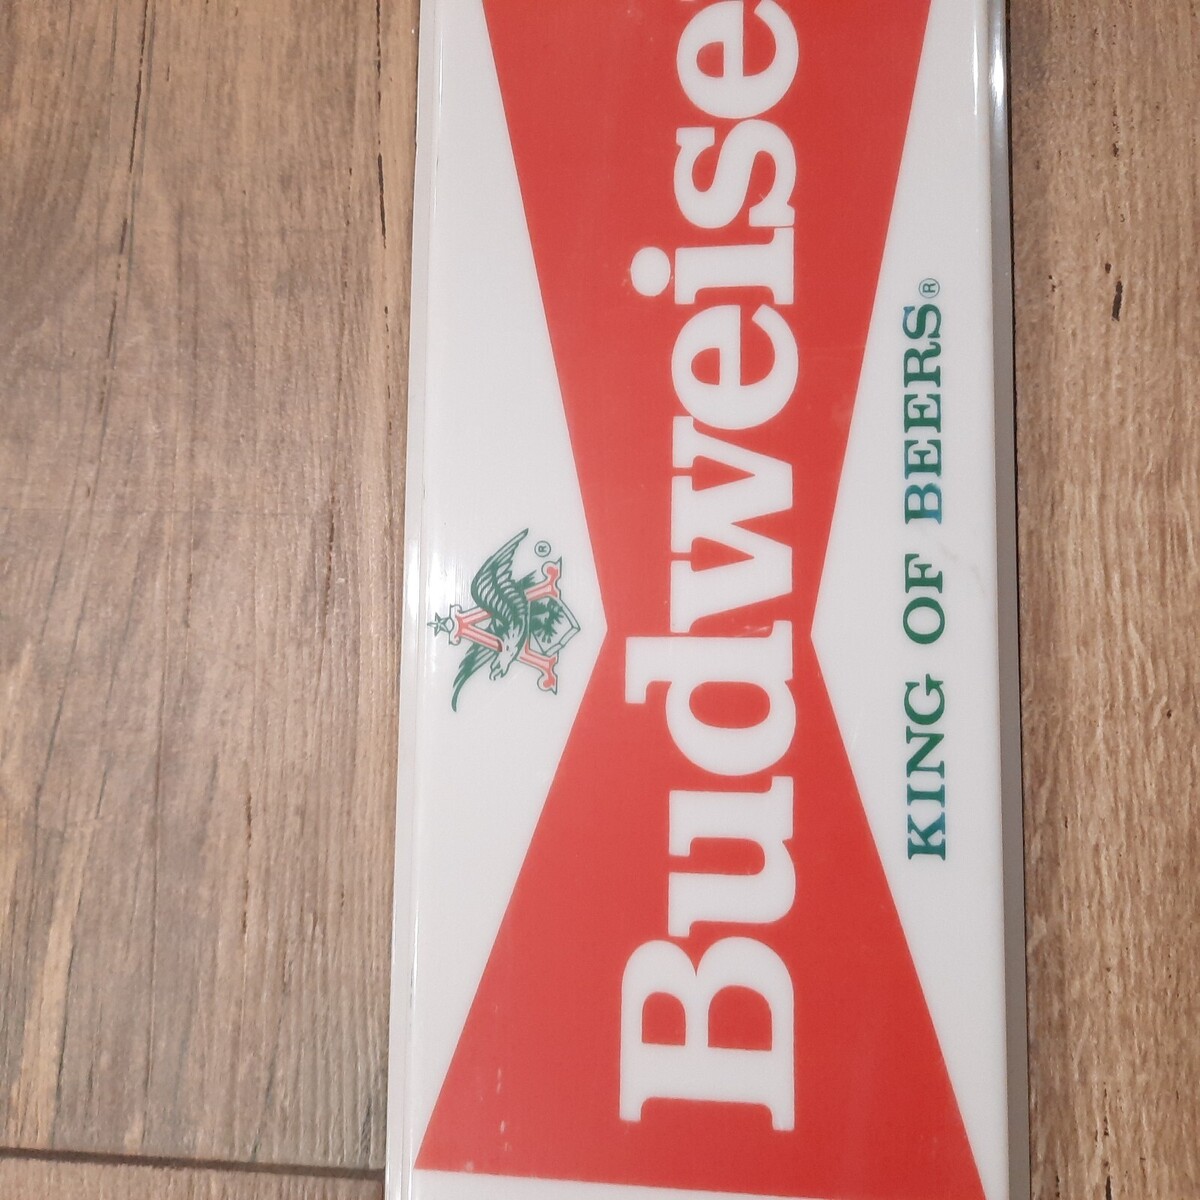 ®
Budweise
KING OF BEERS®